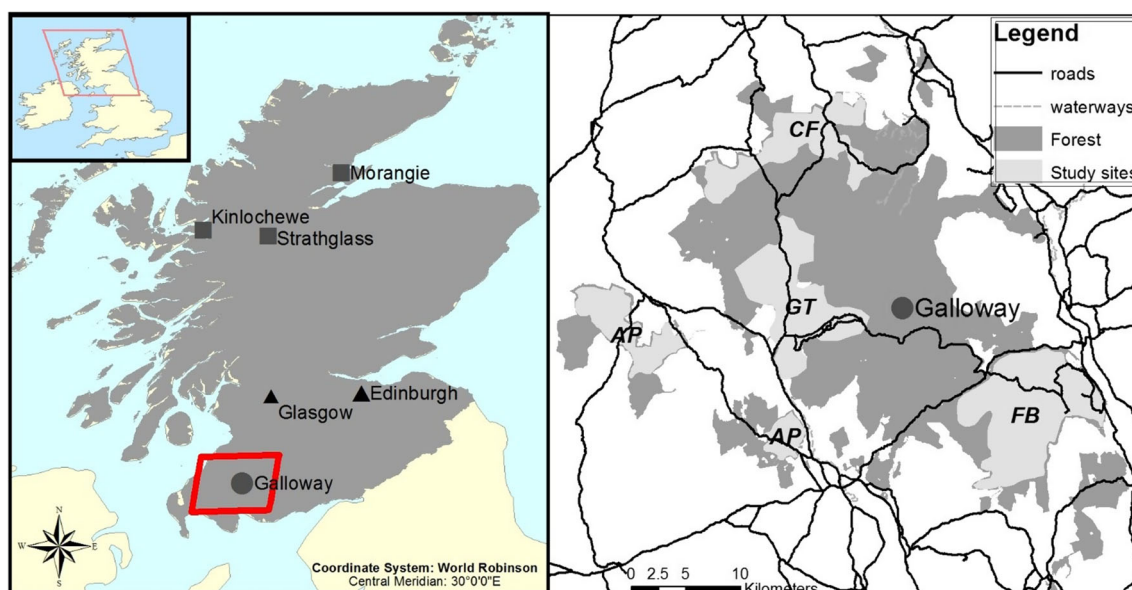 Morangie
Kinlochewe
Strathglass
Edinburgh
Glasgow
Galloway
N
W E
S
Coordinate System: World Robinson
Central Meridian: 30°0'0"E
Legend
roads
waterways
Forest
Study sites
CF
GT
Galloway
AP
AP
FB
0 2.5 5 10
Kilometers